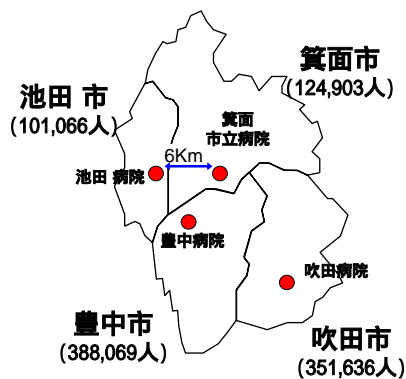 箕面市
(124,903人)
池田 市
(101,066人)
箕面
市立病院
6Km
池田 病院
豊中病院
吹田病院
豊中市
(388,069人)
吹田市
(351,636人)